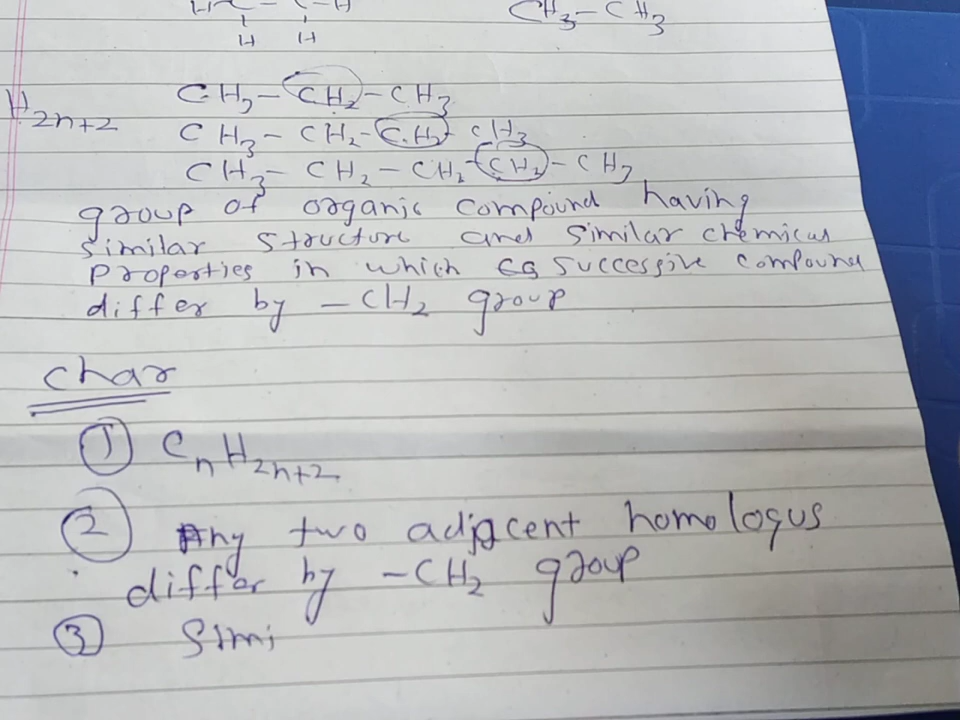 H - C - C - H
H H
CH3 - CH3
H2n+2
CH3 - CH2 - CH3
CH3 - CH2 - CH2 - CH3
CH3 - CH2 - CH2 - CH2 - CH3
group of organic compound having
similar structure and similar chemical
properties in which successive compound
differ by - CH2 group
char
① CnH2n+2
② Any two adjacent homologus
differ by - CH2 group
③ Simi